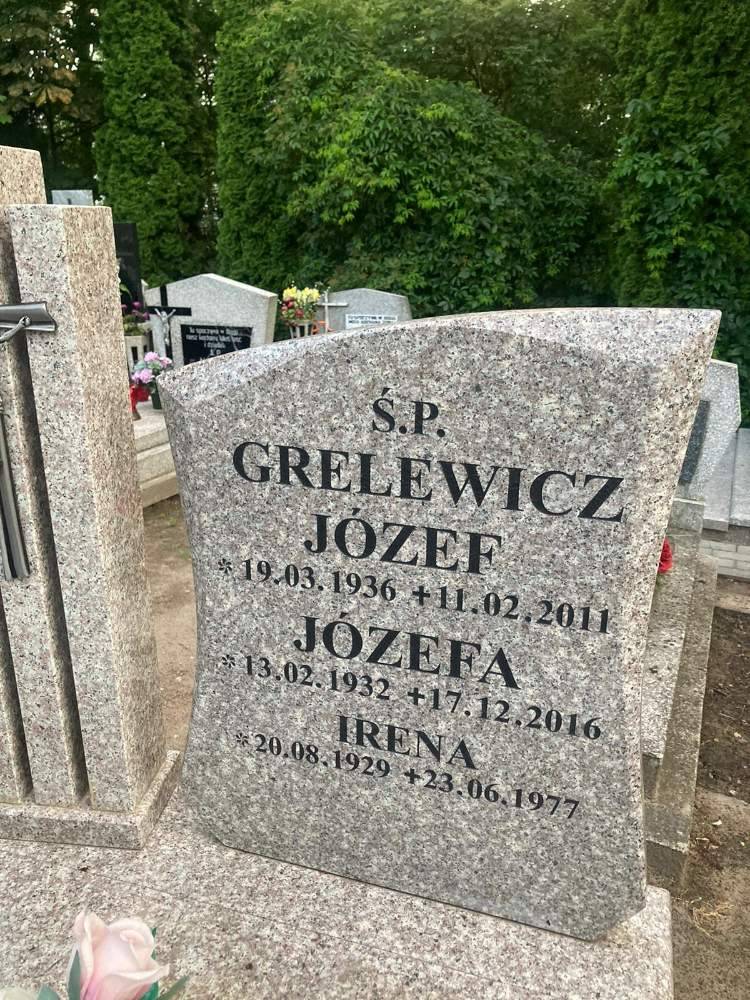 Ś.P.
GRELEWICZ
JÓZEF
* 19.03.1936 +11.02.2011
JÓZEFA
* 13.02.1932 +17.12.2016
IRENA
* 20.08.1929 +23.06.1977